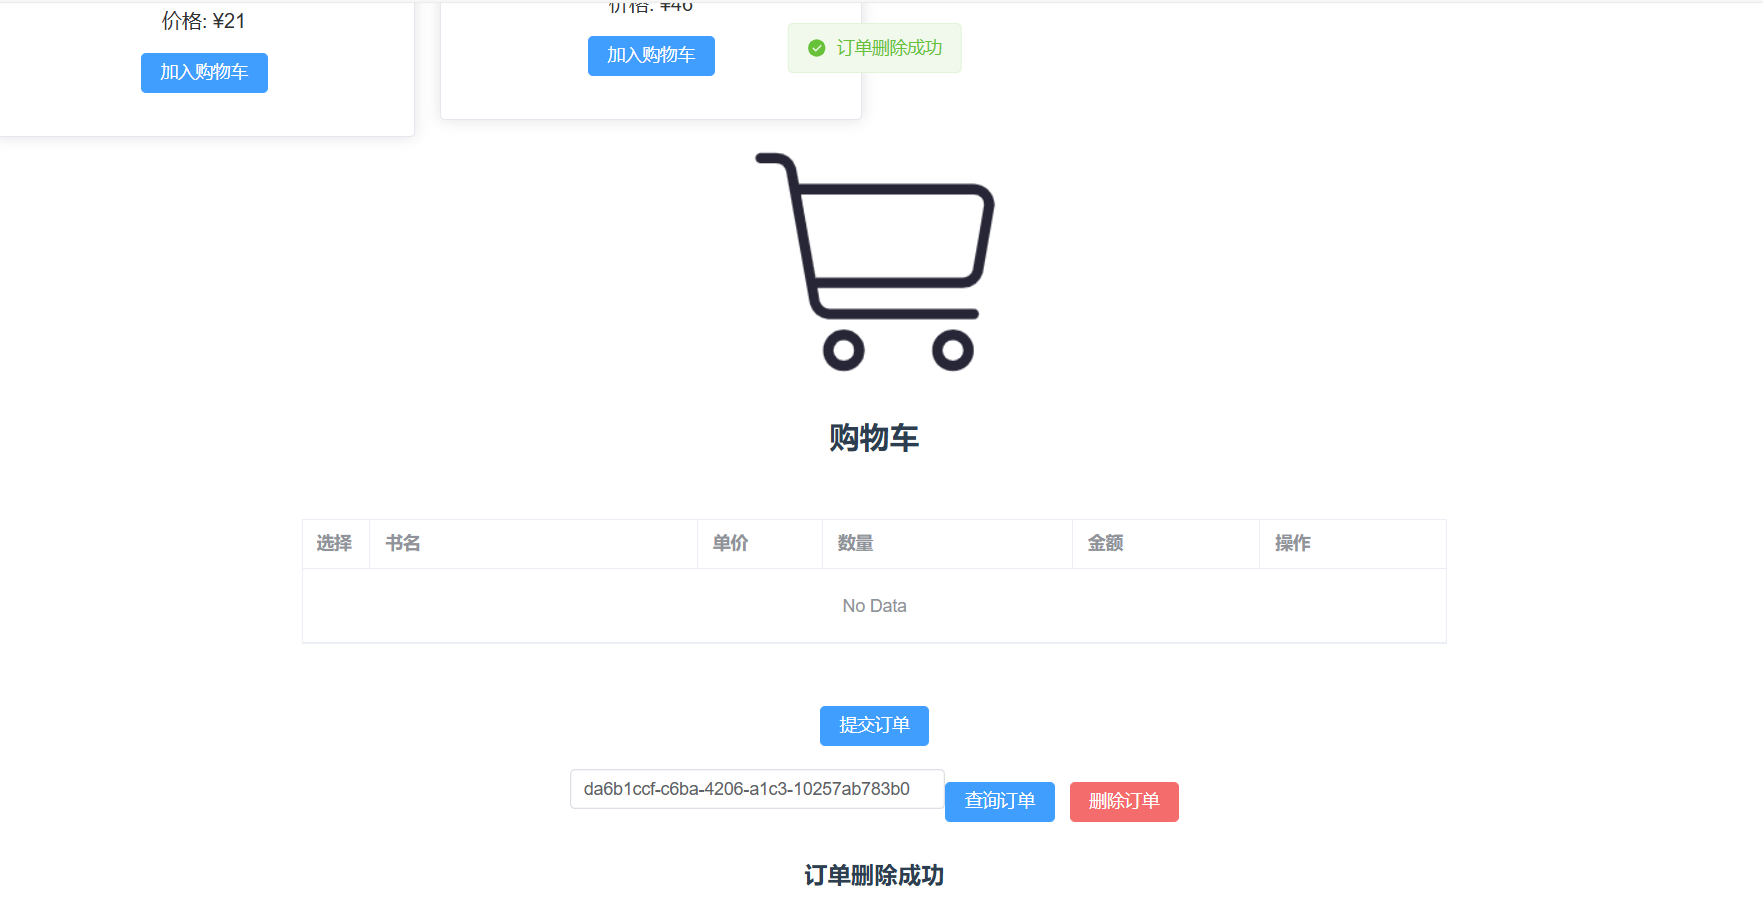 价格: ¥21
价格: ¥46
加入购物车
加入购物车
订单删除成功
购物车
选择 书名 单价 数量 金额 操作
No Data
提交订单
da6b1ccf-c6ba-4206-a1c3-10257ab783b0
查询订单 删除订单
订单删除成功